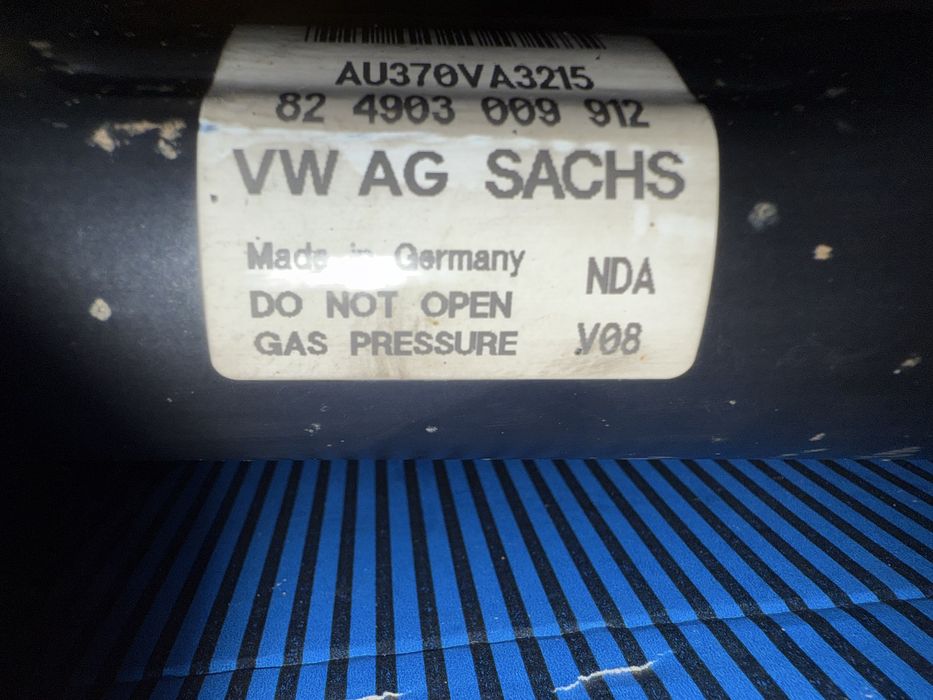 AU370VA3215
82 4903 009 912
VW AG SACHS
Made in Germany
NDA
DO NOT OPEN
GAS PRESSURE V08